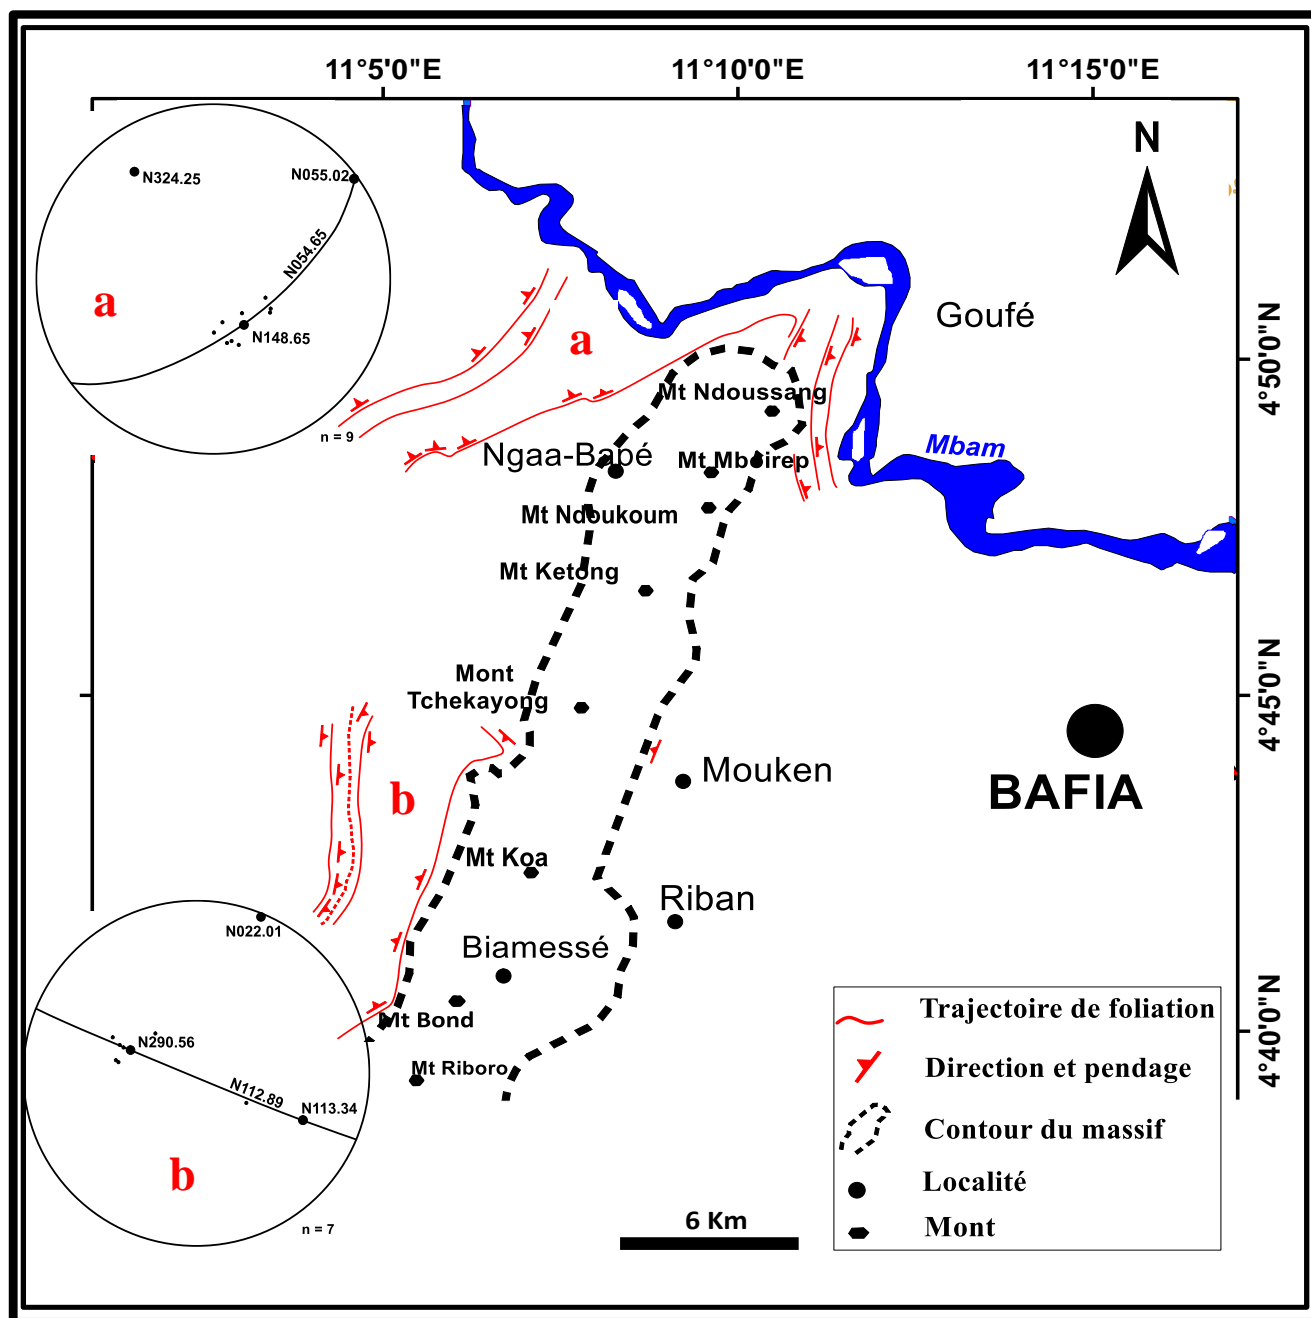 11°5'0"E
11°10'0"E
11°15'0"E
N
N324.25
N055.02
N054.65
a
N148.65
n = 9
a
Goufé
4°50'0"N
Mt Ndoussang
Mbam
Ngaa-Bapé
Mt Mbeirep
Mt Ndoukoum
Mt Ketong
Mont
Tchekayong
4°45'0"N
Mouken
b
BAFIA
Mt Koa
Riban
N022.01
Biamessé
Mt Bond
N290.56
N112.89
N113.34
Mt Riboro
b
n = 7
4°40'0"N
6 Km
Trajectoire de foliation
Direction et pendage
Contour du massif
Localité
Mont